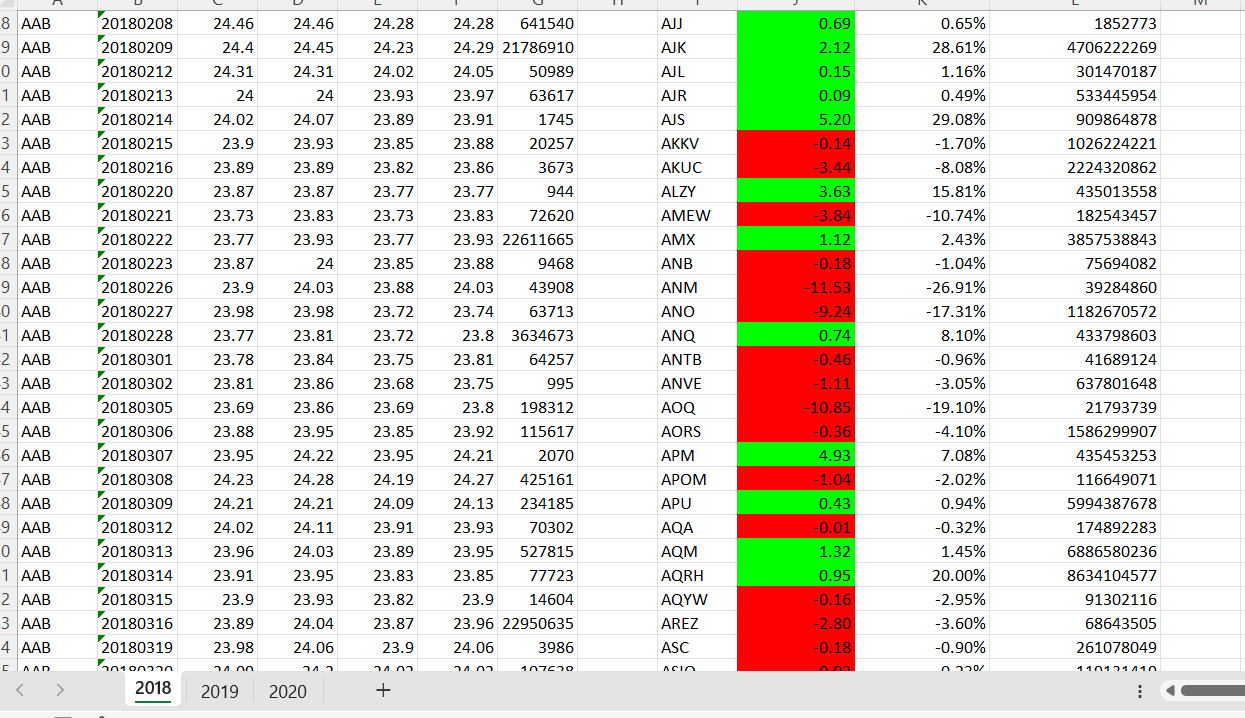 A B C D E F G H I J K L M
8 AAB 20180208 24.46 24.46 24.28 24.28 641540 AJJ 0.69 0.65% 1852773
9 AAB 20180209 24.4 24.45 24.23 24.29 21786910 AJK 2.12 28.61% 4706222269
0 AAB 20180212 24.31 24.31 24.02 24.05 50989 AJL 0.15 1.16% 301470187
1 AAB 20180213 24 24 23.93 23.97 63617 AJR 0.09 0.49% 533445954
2 AAB 20180214 24.02 24.07 23.89 23.91 1745 AJS 5.20 29.08% 909864878
3 AAB 20180215 23.9 23.93 23.85 23.88 20257 AKKV -0.14 -1.70% 1026224221
4 AAB 20180216 23.89 23.89 23.82 23.86 3673 AKUC -3.44 -8.08% 2224320862
5 AAB 20180220 23.87 23.87 23.77 23.77 944 ALZY 3.63 15.81% 435013558
6 AAB 20180221 23.73 23.83 23.73 23.83 72620 AMEW -3.84 -10.74% 182543457
7 AAB 20180222 23.77 23.93 23.77 23.93 22611665 AMX 1.12 2.43% 3857538843
8 AAB 20180223 23.87 24 23.85 23.88 9468 ANB -0.18 -1.04% 75694082
9 AAB 20180226 23.9 24.03 23.88 24.03 43908 ANM -11.53 -26.91% 39284860
0 AAB 20180227 23.98 23.98 23.72 23.74 63713 ANO -9.24 -17.31% 1182670572
1 AAB 20180228 23.77 23.81 23.72 23.8 3634673 ANQ 0.74 8.10% 433798603
2 AAB 20180301 23.78 23.84 23.75 23.81 64257 ANTB -0.46 -0.96% 41689124
3 AAB 20180302 23.81 23.86 23.68 23.75 995 ANVE -1.11 -3.05% 637801648
4 AAB 20180305 23.69 23.86 23.69 23.8 198312 AOQ -10.85 -19.10% 21793739
5 AAB 20180306 23.88 23.95 23.85 23.92 115617 AORS -0.36 -4.10% 1586299907
6 AAB 20180307 23.95 24.22 23.95 24.21 2070 APM 4.93 7.08% 435453253
7 AAB 20180308 24.23 24.28 24.19 24.27 425161 APOM -1.04 -2.02% 116649071
8 AAB 20180309 24.21 24.21 24.09 24.13 234185 APU 0.43 0.94% 5994387678
9 AAB 20180312 24.02 24.11 23.91 23.93 70302 AQA -0.01 -0.32% 174892283
0 AAB 20180313 23.96 24.03 23.89 23.95 527815 AQM 1.32 1.45% 6886580236
1 AAB 20180314 23.91 23.95 23.83 23.85 77723 AQRH 0.95 20.00% 8634104577
2 AAB 20180315 23.9 23.93 23.82 23.9 14604 AQYW -0.16 -2.95% 91302116
3 AAB 20180316 23.89 24.04 23.87 23.96 22950635 AREZ -2.80 -3.60% 68643505
4 AAB 20180319 23.98 24.06 23.9 24.06 3986 ASC -0.18 -0.90% 261078049
5 AAB 20180320
2018 2019 2020